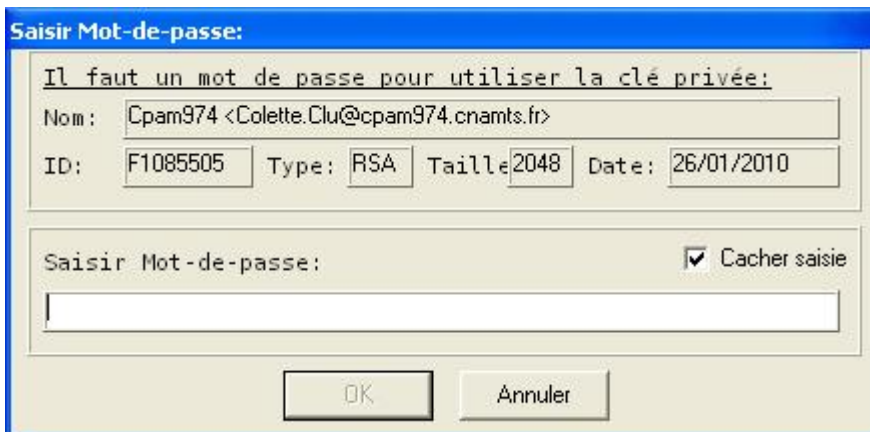 Saisir Mot-de-passe:
Il faut un mot de passe pour utiliser la clé privée:
Nom: Cpam974 <Colette.Clu@cpam974.cnamts.fr>
ID: F1085505 Type: RSA Taille 2048 Date: 26/01/2010
Saisir Mot-de-passe: Cacher saisie
OK Annuler